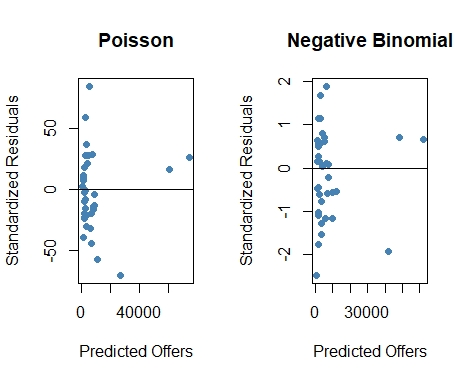 Poisson
Standardized Residuals
50
0
-50
0 40000
Predicted Offers
Negative Binomial
Standardized Residuals
2
1
0
-1
-2
0 30000
Predicted Offers